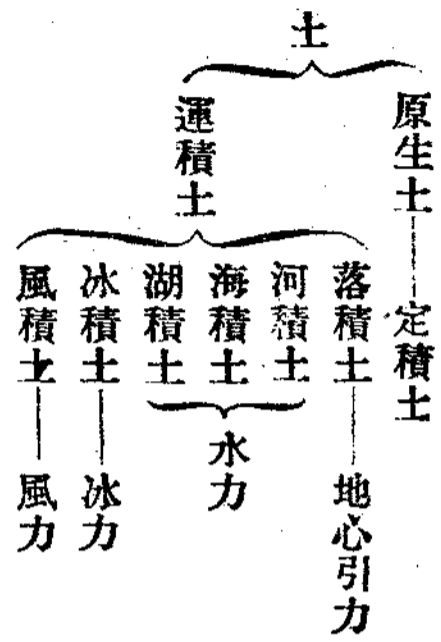 土
原生土——定積土
運積土
落積土——地心引力
河積土
海積土
湖積土
水力
冰積土——冰力
風積土——風力